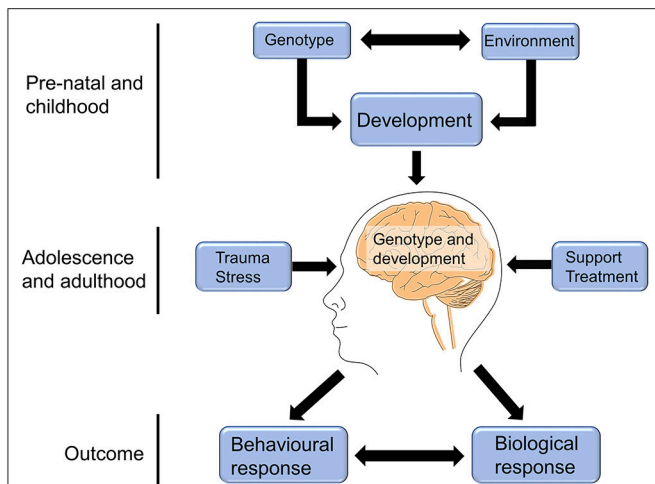 Genotype
Environment
Pre-natal and
childhood
Development
Adolescence
and adulthood
Trauma
Stress
Genotype and
development
Support
Treatment
Outcome
Behavioural
response
Biological
response